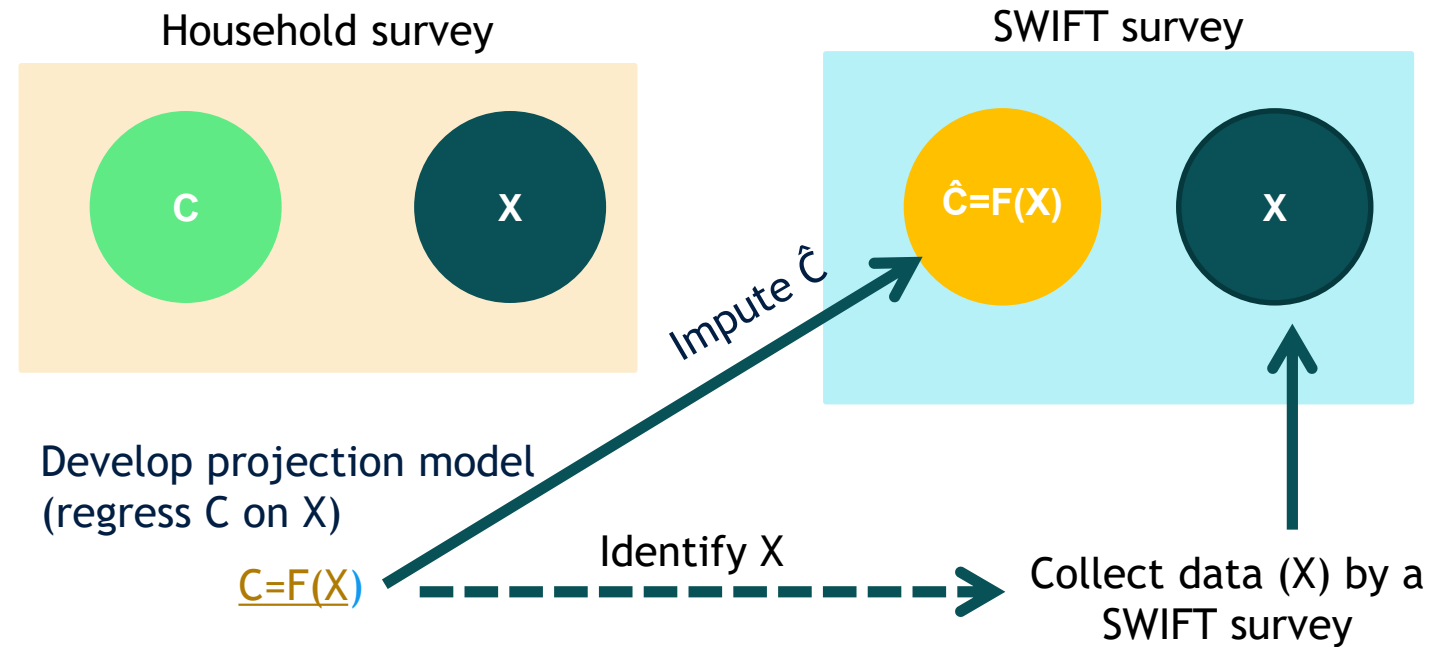 Household survey
SWIFT survey
C
X
Ĉ=F(X)
X
Impute Ĉ
Develop projection model
(regress C on X)
C=F(X)
Identify X
Collect data (X) by a
SWIFT survey